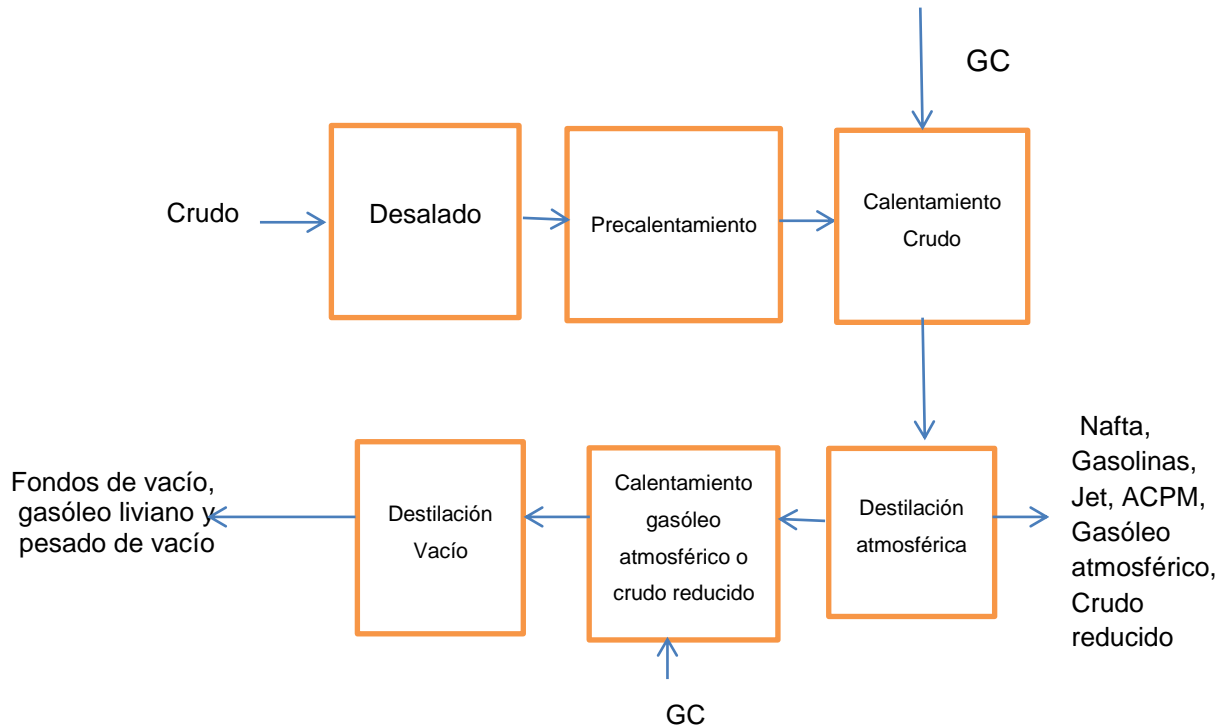 GC
Crudo
Desalado
Precalentamiento
Calentamiento
Crudo
Fondos de vacío,
gasóleo liviano y
pesado de vacío
Destilación
Vacío
Calentamiento
gasóleo
atmosférico o
crudo reducido
Destilación
atmosférica
Nafta,
Gasolinas,
Jet, ACPM,
Gasóleo
atmosférico,
Crudo
reducido
GC